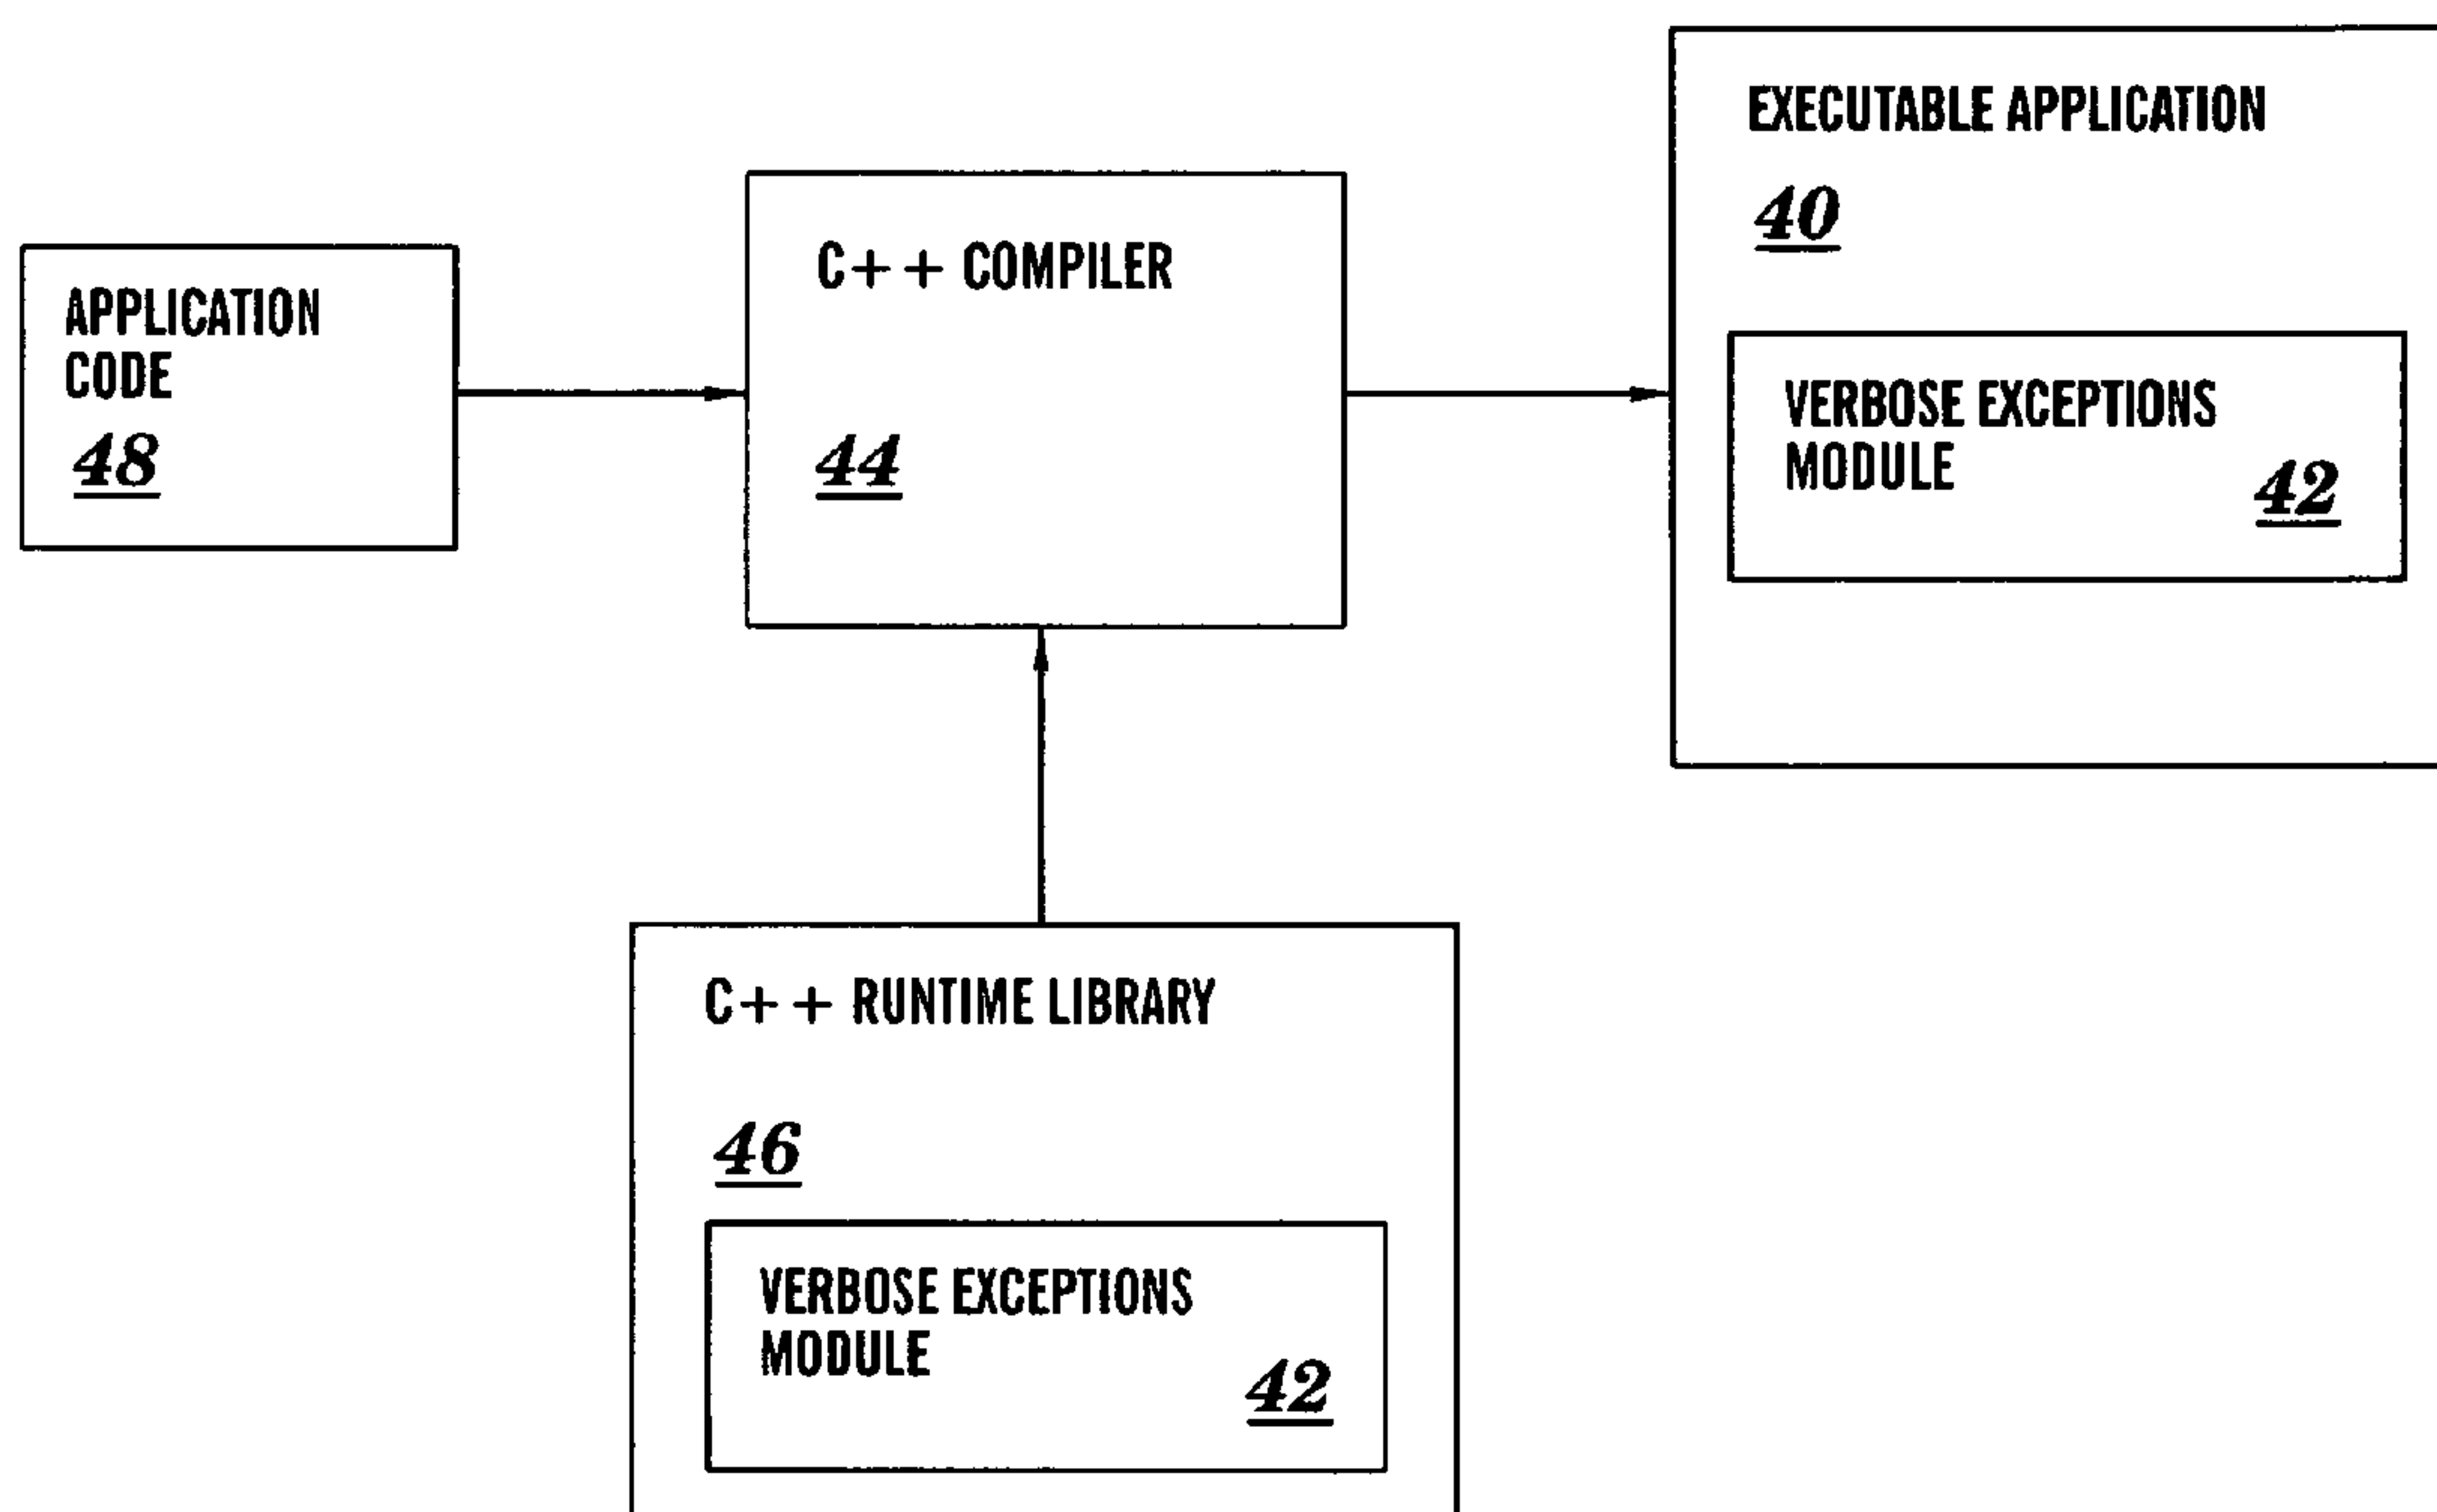 EXECUTABLE APPLICATION
40
VERBOSE EXCEPTIONS
MODULE
42
C++ COMPILER
44
APPLICATION
CODE
48
C++ RUNTIME LIBRARY
46
VERBOSE EXCEPTIONS
MODULE
42